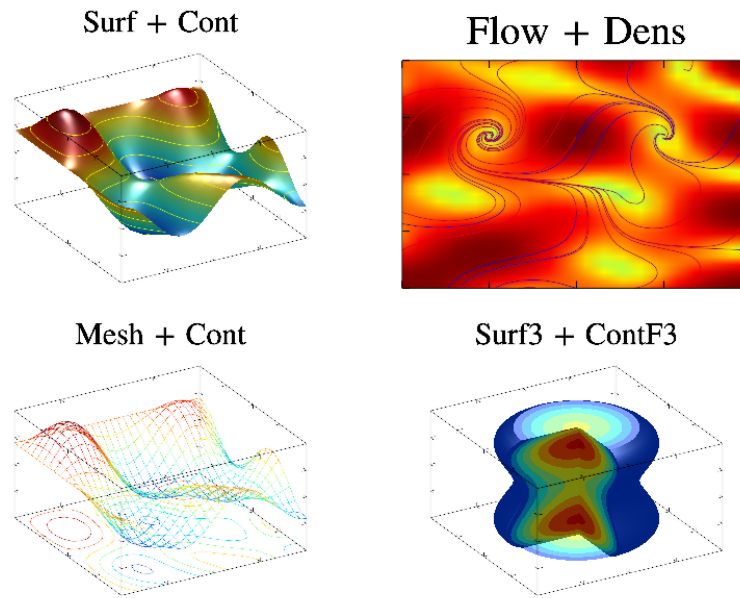 Surf + Cont
Flow + Dens
Mesh + Cont
Surf3 + ContF3